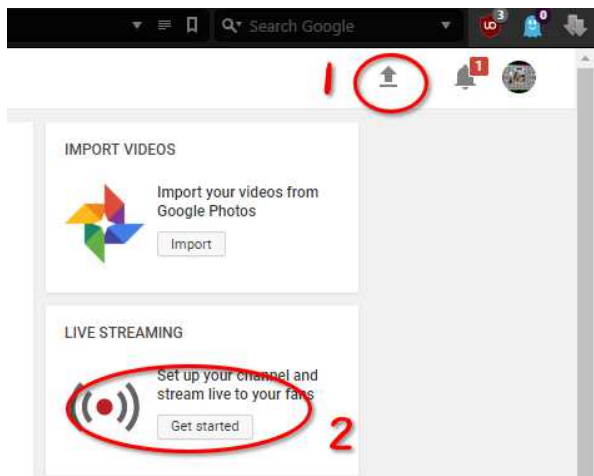 Search Google
uo
3
0
1
1
IMPORT VIDEOS
Import your videos from
Google Photos
Import
LIVE STREAMING
Set up your channel and
stream live to your fans
Get started
2